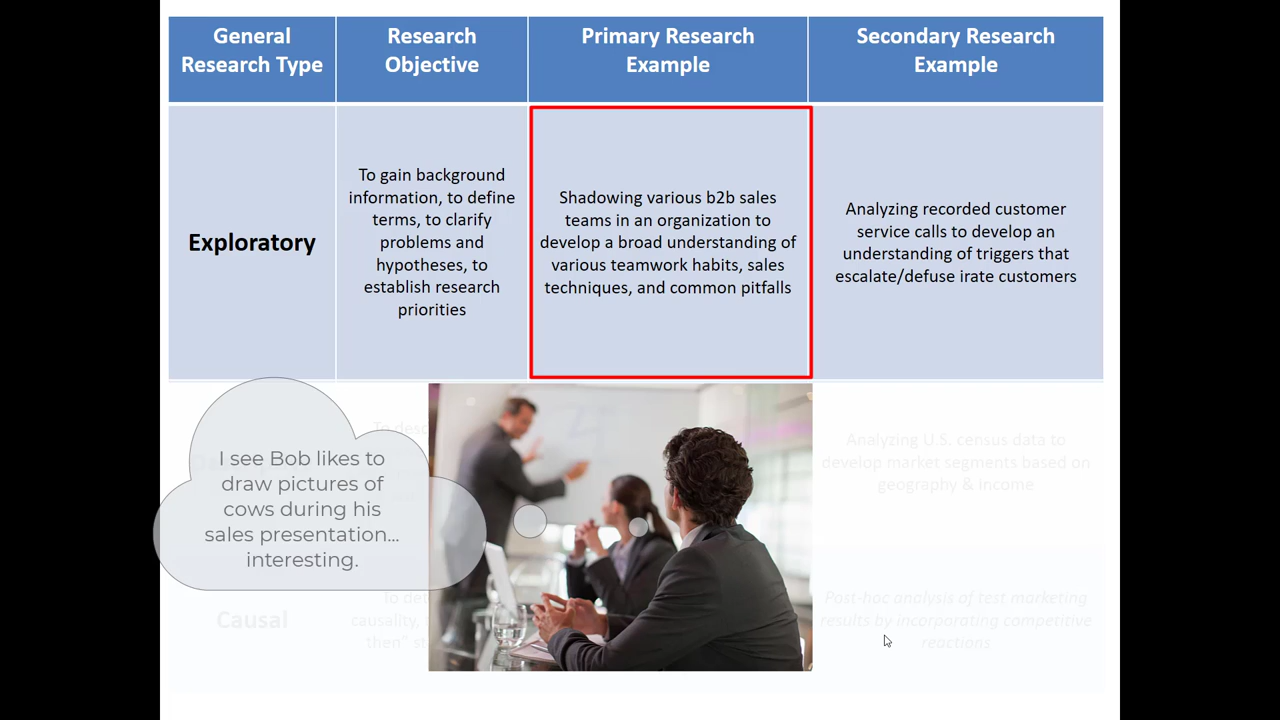 General
Research Type
Research
Objective
Primary Research
Example
Secondary Research
Example
Exploratory
To gain background
information, to define
terms, to clarify
problems and
hypotheses, to
establish research
priorities
Shadowing various b2b sales
teams in an organization to
develop a broad understanding of
various teamwork habits, sales
techniques, and common pitfalls
Analyzing recorded customer
service calls to develop an
understanding of triggers that
escalate/defuse irate customers
I see Bob likes to
draw pictures of
cows during his
sales presentation...
interesting.
Analyzing U.S. census data to
develop market segments based on
geography & income
Causal
To det
causality,
then" st
Post-hoc analysis of test marketing
results by incorporating competitive
reactions